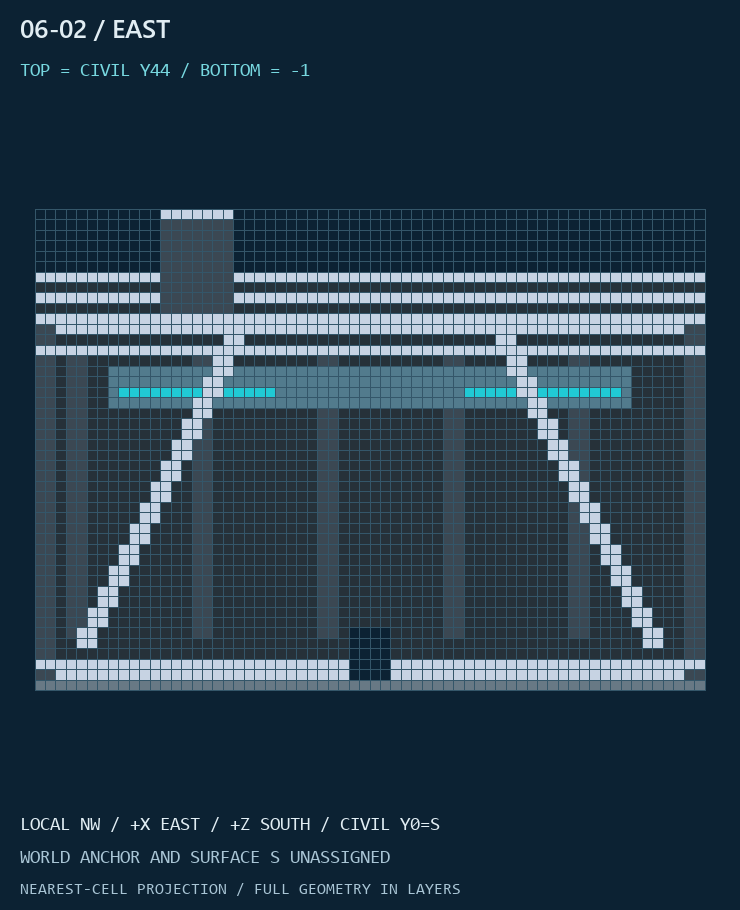 06-02 / EAST
TOP = CIVIL Y44 / BOTTOM = -1
LOCAL NW / +X EAST / +Z SOUTH / CIVIL Y0=S
WORLD ANCHOR AND SURFACE S UNASSIGNED
NEAREST-CELL PROJECTION / FULL GEOMETRY IN LAYERS